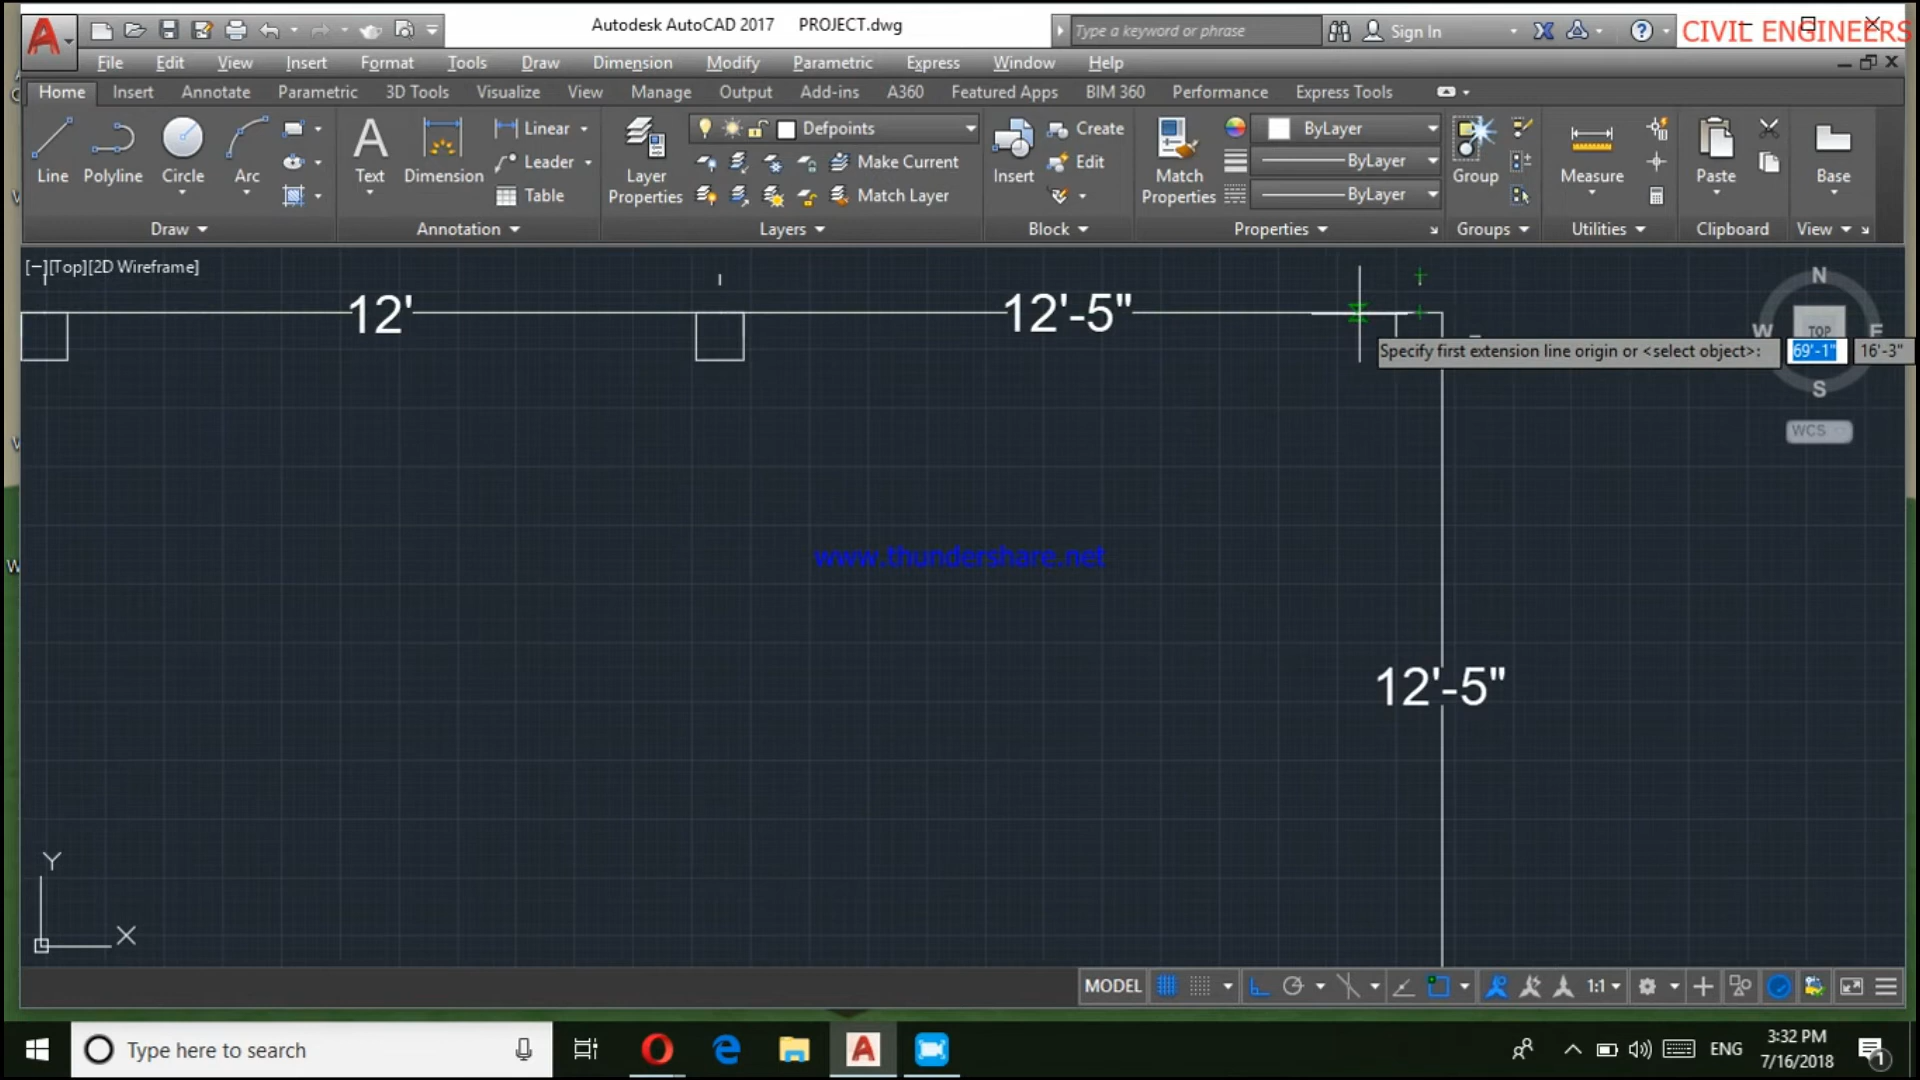 Autodesk AutoCAD 2017 PROJECT.dwg
Type a keyword or phrase
Sign In
CIVIL ENGINEERS
File Edit View Insert Format Tools Draw Dimension Modify Parametric Express Window Help
Home Insert Annotate Parametric 3D Tools Visualize View Manage Output Add-ins A360 Featured Apps BIM 360 Performance Express Tools
Line Polyline Circle Arc
Draw
Text Dimension
Linear
Leader
Table
Annotation
Layer Properties
Defpoints
Make Current
Match Layer
Layers
Insert
Create
Edit
Block
Match Properties
ByLayer
ByLayer
ByLayer
Properties
Group
Groups
Measure
Utilities
Paste
Clipboard
Base
View
[−][Top][2D Wireframe]
12'
12'-5"
Specify first extension line origin or <select object>: 69'-1" 16'-3"
N
W TOP E
S
WCS
www.thundershare.net
12'-5"
Y
X
MODEL 1:1
Type here to search
ENG
3:32 PM
7/16/2018
1